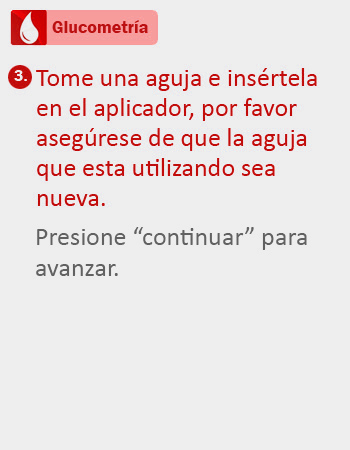 Glucometría
3. Tome una aguja e insértela
en el aplicador, por favor
asegúrese de que la aguja
que esta utilizando sea
nueva.
Presione “continuar” para
avanzar.